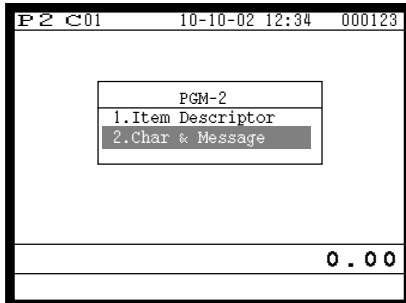 P2 C01 10-10-02 12:34 000123
PGM-2
1.Item Descriptor
2.Char & Message
0.00